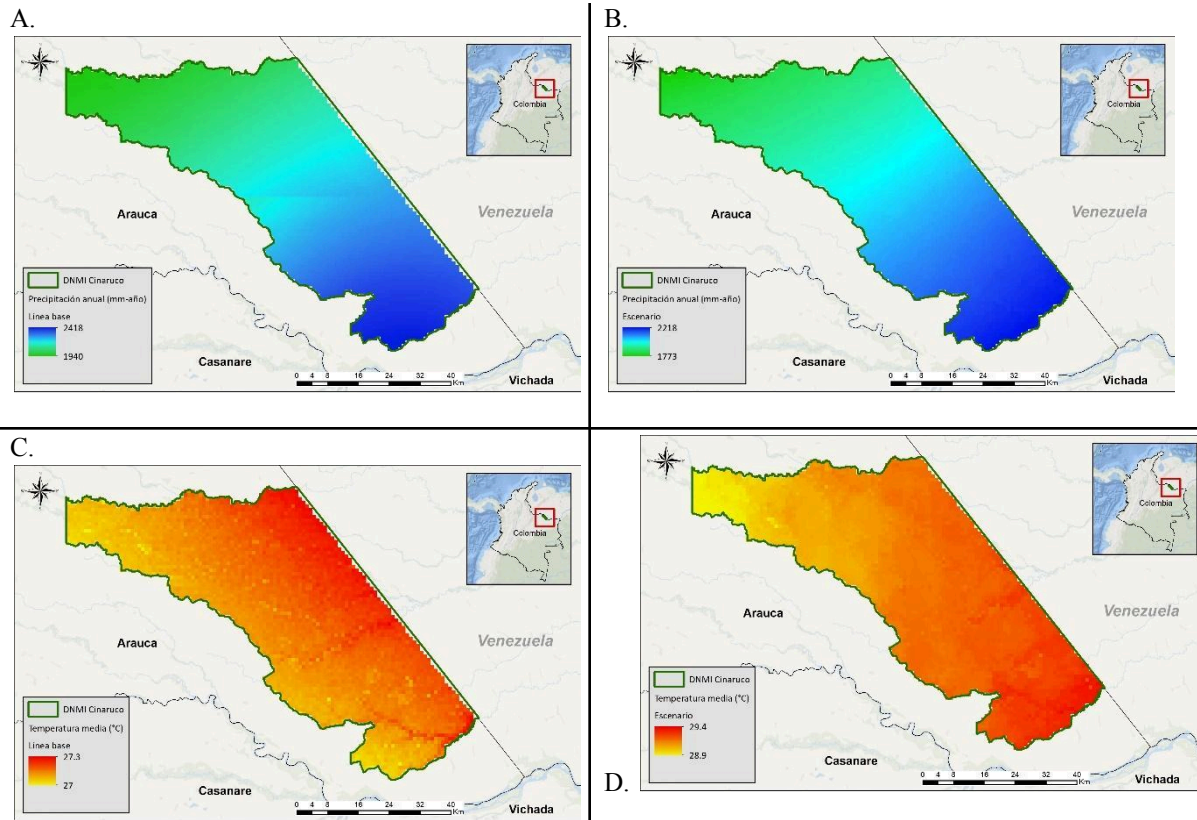 A.
Colombia
Arauca
Venezuela
DNMI Cinaruco
Precipitación anual (mm-año)
Linea base
2418
1940
Casanare
0 4 8 16 24 32 40
Km
Vichada
B.
Colombia
Arauca
Venezuela
DNMI Cinaruco
Precipitación anual (mm-año)
Escenario
2218
1773
Casanare
0 4 8 16 24 32 40
Km
Vichada
C.
Colombia
Arauca
Venezuela
DNMI Cinaruco
Temperatura media (°C)
Linea base
27.3
27
Casanare
0 4 8 16 24 32 40
Km
Vichada
Colombia
Arauca
Venezuela
DNMI Cinaruco
Temperatura media (°C)
Escenario
29.4
28.9
D.
Casanare
0 4 8 16 24 32 40
Km
Vichada